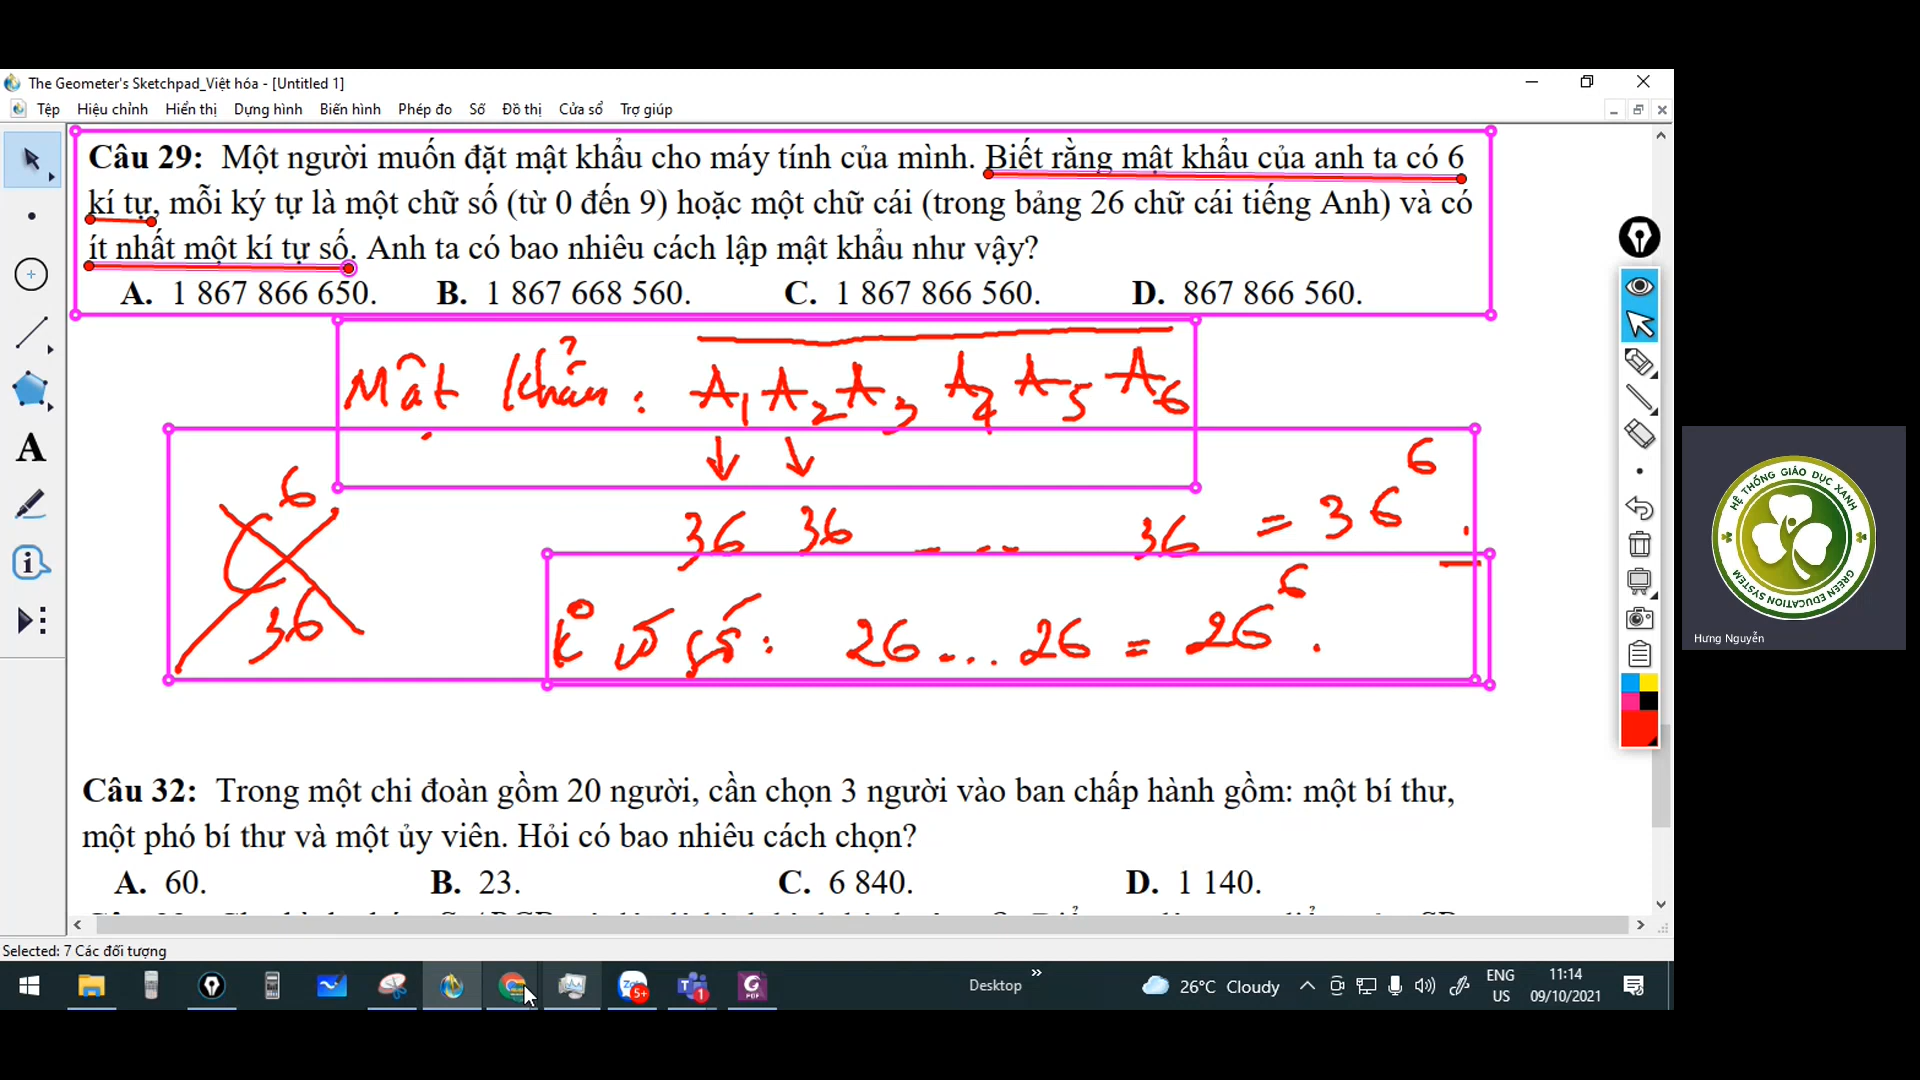 The Geometer's Sketchpad_Việt hóa - [Untitled 1]
Tệp Hiệu chỉnh Hiển thị Dựng hình Biến hình Phép đo Số Đồ thị Cửa sổ Trợ giúp
Câu 29: Một người muốn đặt mật khẩu cho máy tính của mình. Biết rằng mật khẩu của anh ta có 6
kí tự, mỗi ký tự là một chữ số (từ 0 đến 9) hoặc một chữ cái (trong bảng 26 chữ cái tiếng Anh) và có
ít nhất một kí tự số. Anh ta có bao nhiêu cách lập mật khẩu như vậy?
A. 1 867 866 650. B. 1 867 668 560. C. 1 867 866 560. D. 867 866 560.
Mật khẩu: A1 A2 A3 A4 A5 A6
C 6 36
36 36 ... 36 = 36^6.
số: 26 ... 26 = 26^6.
Câu 32: Trong một chi đoàn gồm 20 người, cần chọn 3 người vào ban chấp hành gồm: một bí thư,
một phó bí thư và một ủy viên. Hỏi có bao nhiêu cách chọn?
A. 60. B. 23. C. 6 840. D. 1 140.
Selected: 7 Các đối tượng
Desktop
26°C Cloudy
ENG
US
11:14
09/10/2021
HỆ THỐNG GIÁO DỤC XANH
GREEN EDUCATION SYSTEM
Hưng Nguyễn